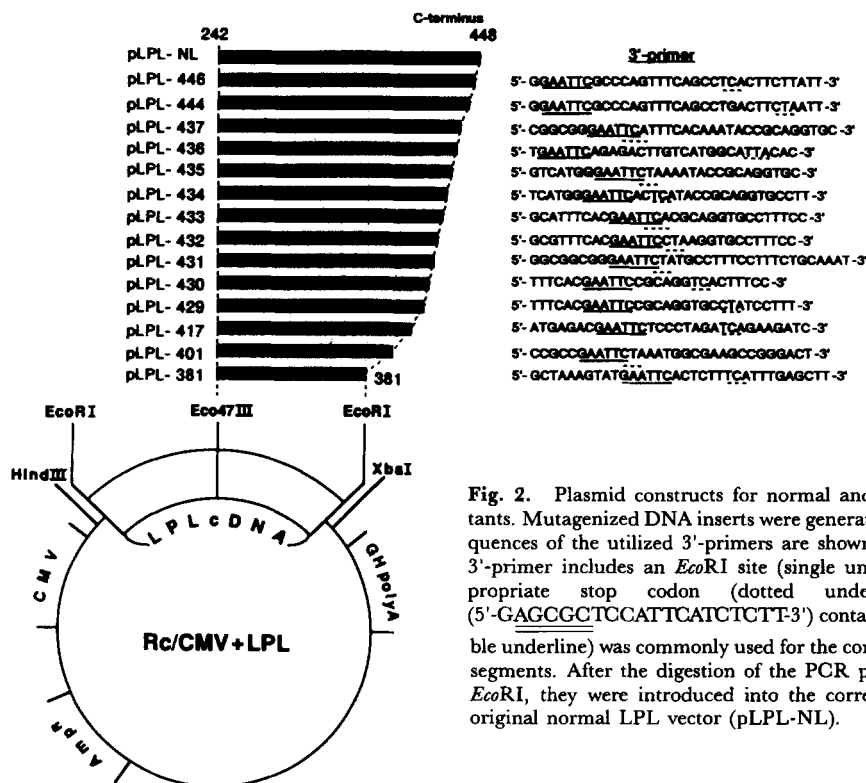 C-terminus
242 448
pLPL- NL 3'-primer
pLPL- 446 5'- GGAATTCGCCCAGTTTCAGCCTCACTTCTTATT -3'
pLPL- 444 5'- GGAATTCGCCCAGTTTCAGCCTGACTTCTAATT -3'
pLPL- 437 5'- CGGCGGGAATTCATTTCACAAATACCGCAGGTGC -3'
pLPL- 436 5'- TGAATTCAGAGACTTGTCATGGCATTACAC -3'
pLPL- 435 5'- GTCATGGGAATTCTAAAATACCGCAGGTGC -3'
pLPL- 434 5'- TCATGGGAATTCACTCATACCGCAGGTGCCTT -3'
pLPL- 433 5'- GCATTTCACGAATTCACGCAGGTGCCTTTCC -3'
pLPL- 432 5'- GCGTTTCACGAATTCCTAAGGTGCCTTTCC -3'
pLPL- 431 5'- GGCGGCGGGAATTCTATGCCTTTCCTTTCTGCAAAT -3'
pLPL- 430 5'- TTTCACGAATTCCGCAGGTCACTTTCC -3'
pLPL- 429 5'- TTTCACGAATTCCGCAGGTGCCTATCCTTT -3'
pLPL- 417 5'- ATGAGACGAATTCTCCCTAGATCAGAAGATC -3'
pLPL- 401 5'- CCGCCGAATTCTAAATGGCGAAGCCGGGACT -3'
pLPL- 381 381 5'- GCTAAAGTATGAATTCACTCTTTCATTTGAGCTT -3'
EcoRI Eco47III EcoRI
HindIII XbaI
LPL cDNA
CMV GHpolyA
Rc/CMV+LPL
AmpR
Fig. 2. Plasmid constructs for normal and
tants. Mutagenized DNA inserts were genera
quences of the utilized 3'-primers are shown
3'-primer includes an EcoRI site (single un
propriate stop codon (dotted unde
(5'-GAGCGCTCCATTCATCTCTT-3') conta
ble underline) was commonly used for the cor
segments. After the digestion of the PCR p
EcoRI, they were introduced into the corre
original normal LPL vector (pLPL-NL).